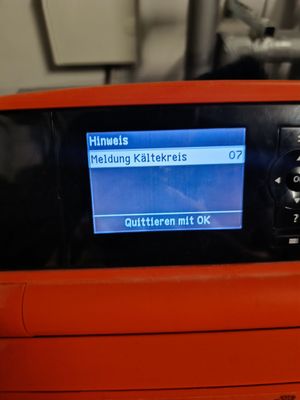 Hinweis
Meldung Kältekreis 07
Quittieren mit OK
?